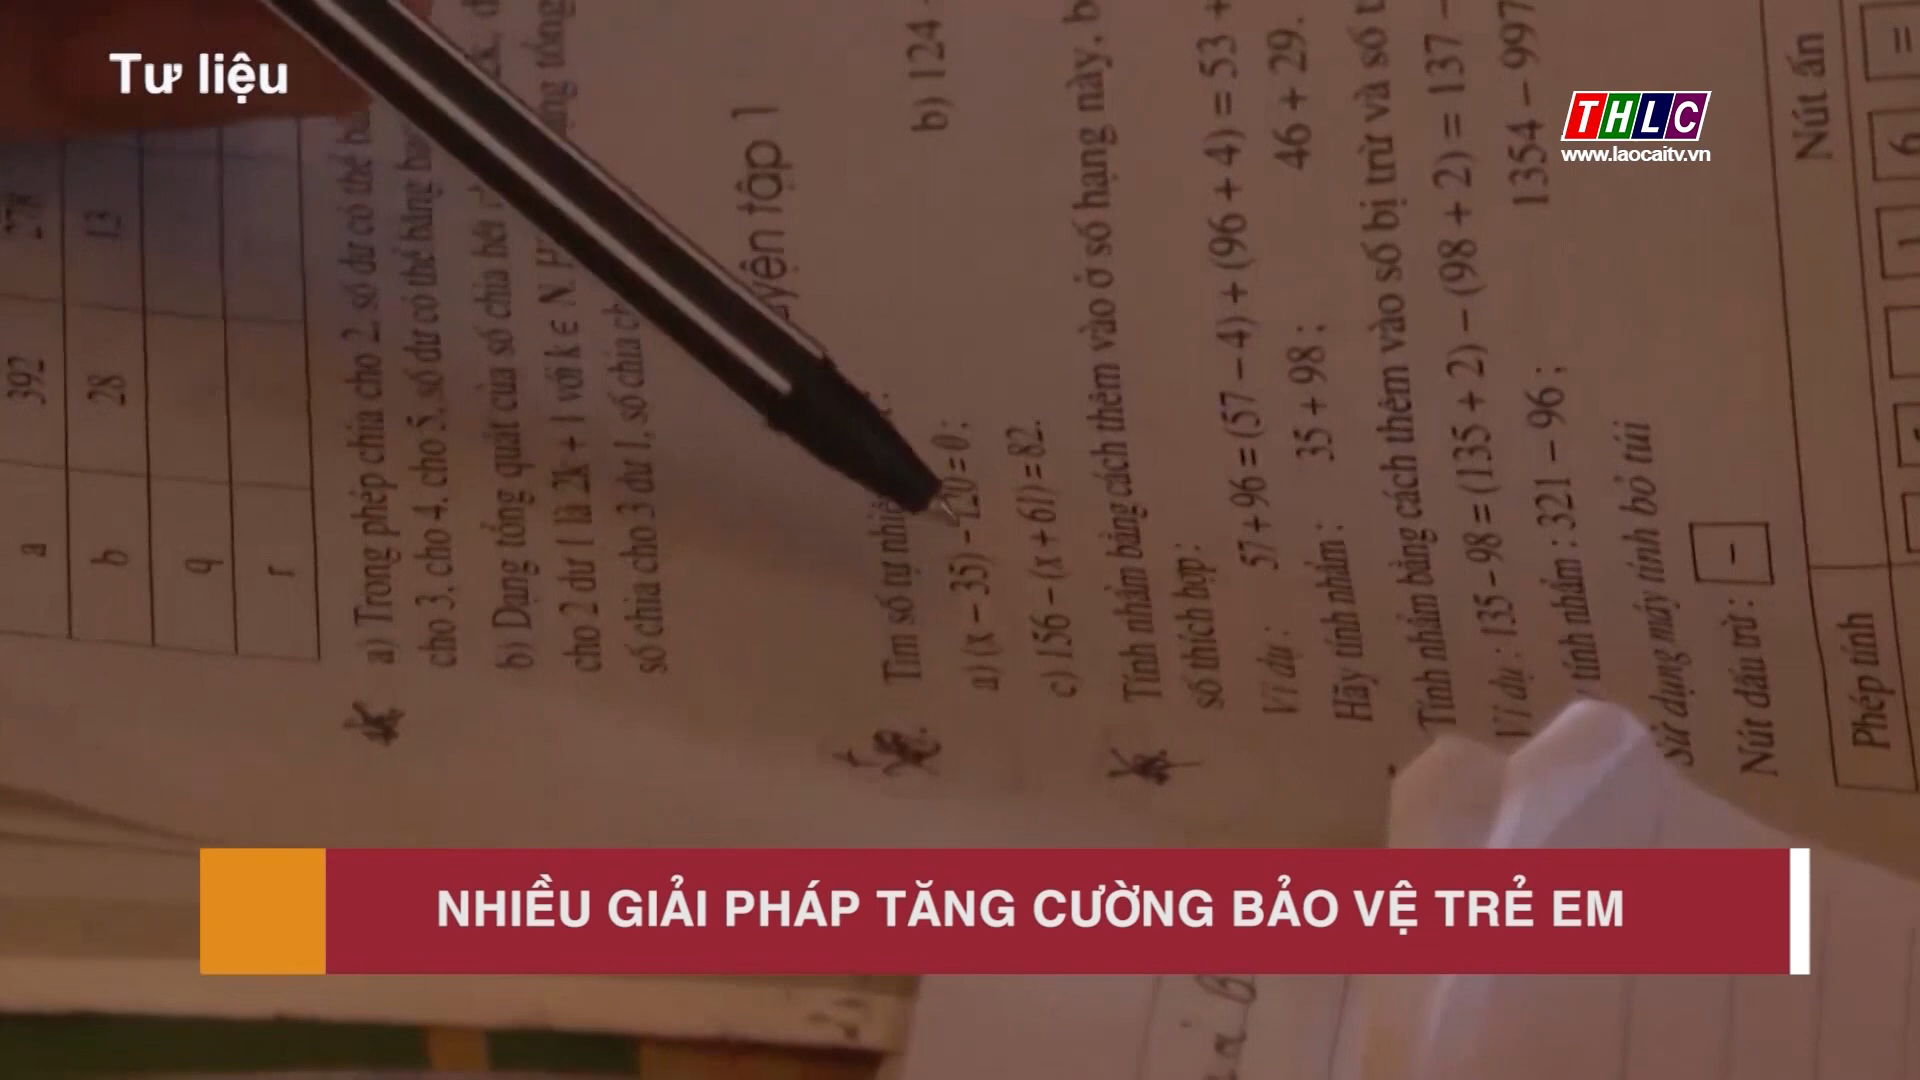 Tư liệu
THLC
www.laocaitv.vn
a 392 278
b 28 13
q
r
a) Trong phép chia cho 2, số dư có thể
cho 3, cho 4, cho 5, số dư có thể bằng
b) Dạng tổng quát của số chia hết
cho 2 dư 1 là 2k + 1 với k ∈ N.
số chia cho 3 dư 1, số chia
tập 1
Tìm số tự
a) (x – 35) – 120 = 0 ;
b) 124
c) 156 – (x + 61) = 82.
Tính nhẩm bằng cách thêm vào ở số hạng này, b
số thích hợp :
Ví dụ : 57 + 96 = (57 – 4) + (96 + 4) = 53 +
Hãy tính nhẩm : 35 + 98 ; 46 + 29.
Tính nhẩm bằng cách thêm vào số bị trừ và số t
Ví dụ : 135 – 98 = (135 + 2) – (98 + 2) = 137 –
tính nhẩm : 321 – 96 ; 1354 – 997
Sử dụng máy tính bỏ túi
Nút dấu trừ : –
Phép tính Nút ấn
NHIỀU GIẢI PHÁP TĂNG CƯỜNG BẢO VỆ TRẺ EM